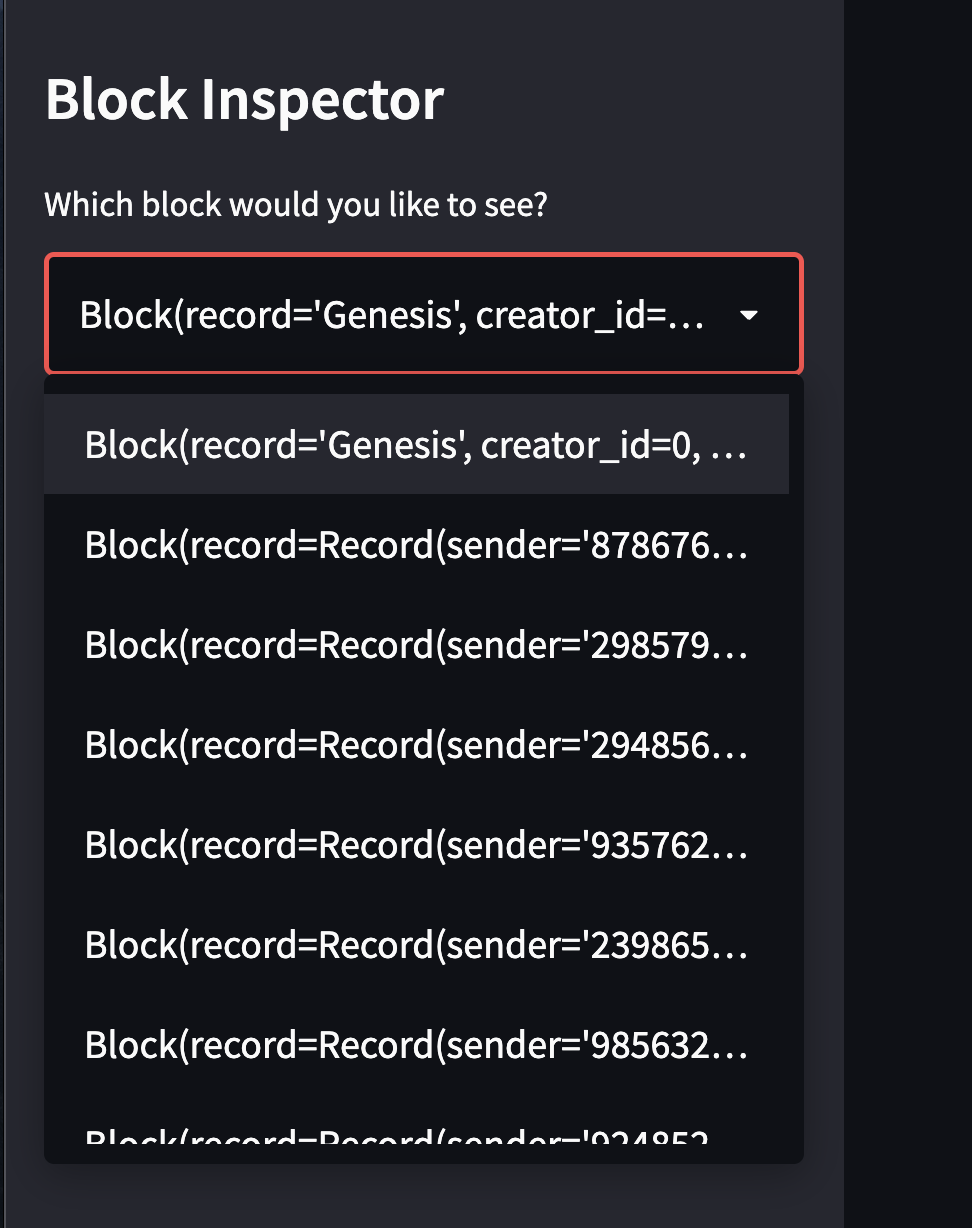 Block Inspector
Which block would you like to see?
Block(record='Genesis', creator_id=...
Block(record='Genesis', creator_id=0, ...
Block(record=Record(sender='878676...
Block(record=Record(sender='298579...
Block(record=Record(sender='294856...
Block(record=Record(sender='935762...
Block(record=Record(sender='239865...
Block(record=Record(sender='985632...
Block(record=Record(sender='924852